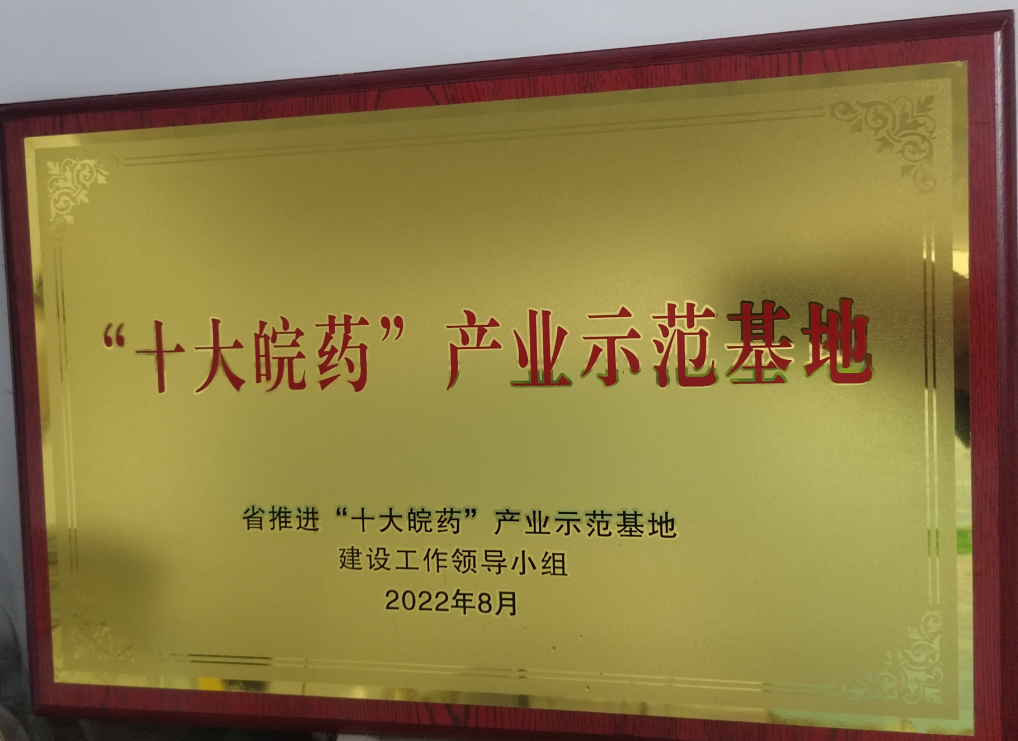 “十大皖药”产业示范基地
省推进“十大皖药”产业示范基地
建设工作领导小组
2022年8月